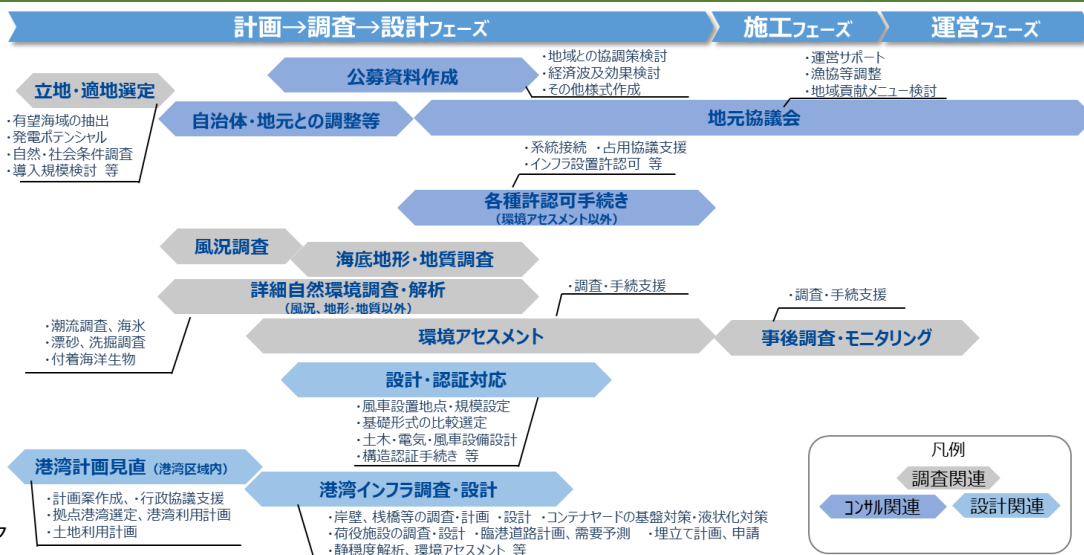 計画→調査→設計フェーズ
施工フェーズ
運営フェーズ
公募資料作成
・地域との協調策検討
・経済波及効果検討
・その他様式作成
・運営サポート
・漁協等調整
・地域貢献メニュー検討
立地・適地選定
・有望海域の抽出
・発電ポテンシャル
・自然・社会条件調査
・導入規模検討 等
自治体・地元との調整等
地元協議会
・系統接続 ・占用協議支援
・インフラ設置許認可 等
各種許認可手続き
(環境アセスメント以外)
風況調査
海底地形・地質調査
詳細自然環境調査・解析
(風況、地形・地質以外)
・調査・手続支援
・調査・手続支援
・潮流調査、海氷
・漂砂、洗掘調査
・付着海洋生物
環境アセスメント
事後調査・モニタリング
設計・認証対応
・風車設置地点・規模設定
・基礎形式の比較選定
・土木・電気・風車設備設計
・構造認証手続き 等
港湾計画見直 (港湾区域内)
・計画案作成、・行政協議支援
・拠点港湾選定、港湾利用計画
・土地利用計画
港湾インフラ調査・設計
・岸壁、桟橋等の調査・計画 ・設計 ・コンテナヤードの基盤対策・液状化対策
・荷役施設の調査・設計 ・臨港道路計画、需要予測 ・埋立て計画、申請
・静穏度解析、環境アセスメント 等
凡例
調査関連
コンサル関連
設計関連